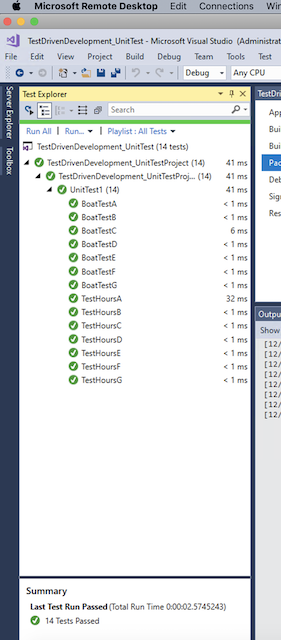 Microsoft Remote Desktop Edit Connections
TestDrivenDevelopment_UnitTest - Microsoft Visual Studio (Administra
File Edit View Project Build Debug Team Tools Test
Debug Any CPU
Server Explorer
Toolbox
Test Explorer
Search
Run All | Run... | Playlist : All Tests
TestDrivenDevelopment_UnitTest (14 tests)
TestDrivenDevelopment_UnitTestProject (14) 41 ms
TestDrivenDevelopment_UnitTestProj... (14) 41 ms
UnitTest1 (14) 41 ms
BoatTestA < 1 ms
BoatTestB < 1 ms
BoatTestC 6 ms
BoatTestD < 1 ms
BoatTestE < 1 ms
BoatTestF < 1 ms
BoatTestG < 1 ms
TestHoursA 32 ms
TestHoursB < 1 ms
TestHoursC < 1 ms
TestHoursD < 1 ms
TestHoursE < 1 ms
TestHoursF < 1 ms
TestHoursG < 1 ms
Summary
Last Test Run Passed (Total Run Time 0:00:02.5745243)
14 Tests Passed
TestDri
App
Bui
Bui
Pac
Deb
Sig
Res
Outpu
Show
[12/
[12/
[12/
[12/
[12/
[12/
[12/